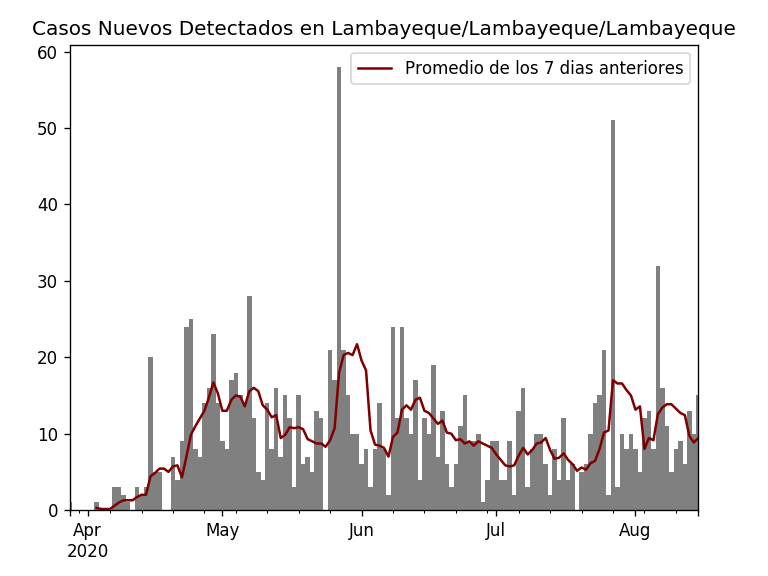 Casos Nuevos Detectados en Lambayeque/Lambayeque/Lambayeque
Promedio de los 7 dias anteriores
60
50
40
30
20
10
0
Apr May Jun Jul Aug
2020